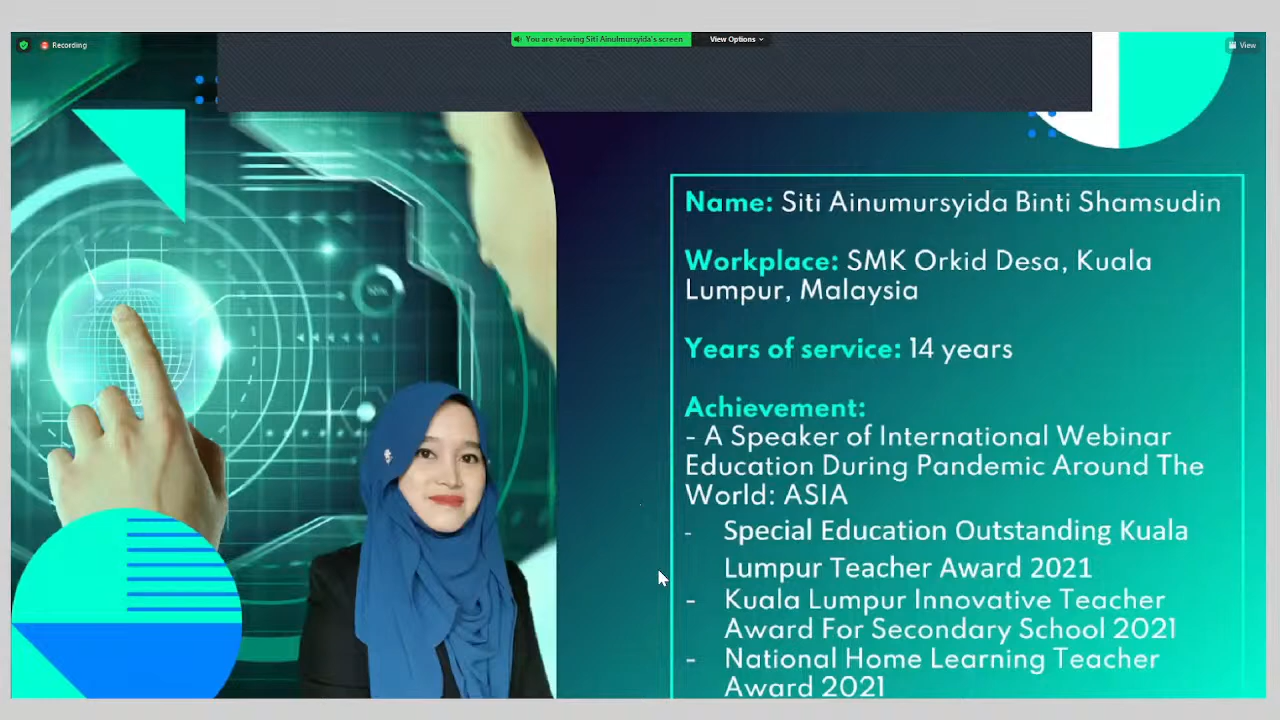 Recording
You are viewing Siti Ainulmursyida's screen
View Options
View
Name: Siti Ainumursyida Binti Shamsudin
Workplace: SMK Orkid Desa, Kuala
Lumpur, Malaysia
Years of service: 14 years
Achievement:
- A Speaker of International Webinar
Education During Pandemic Around The
World: ASIA
- Special Education Outstanding Kuala
Lumpur Teacher Award 2021
- Kuala Lumpur Innovative Teacher
Award For Secondary School 2021
- National Home Learning Teacher
Award 2021